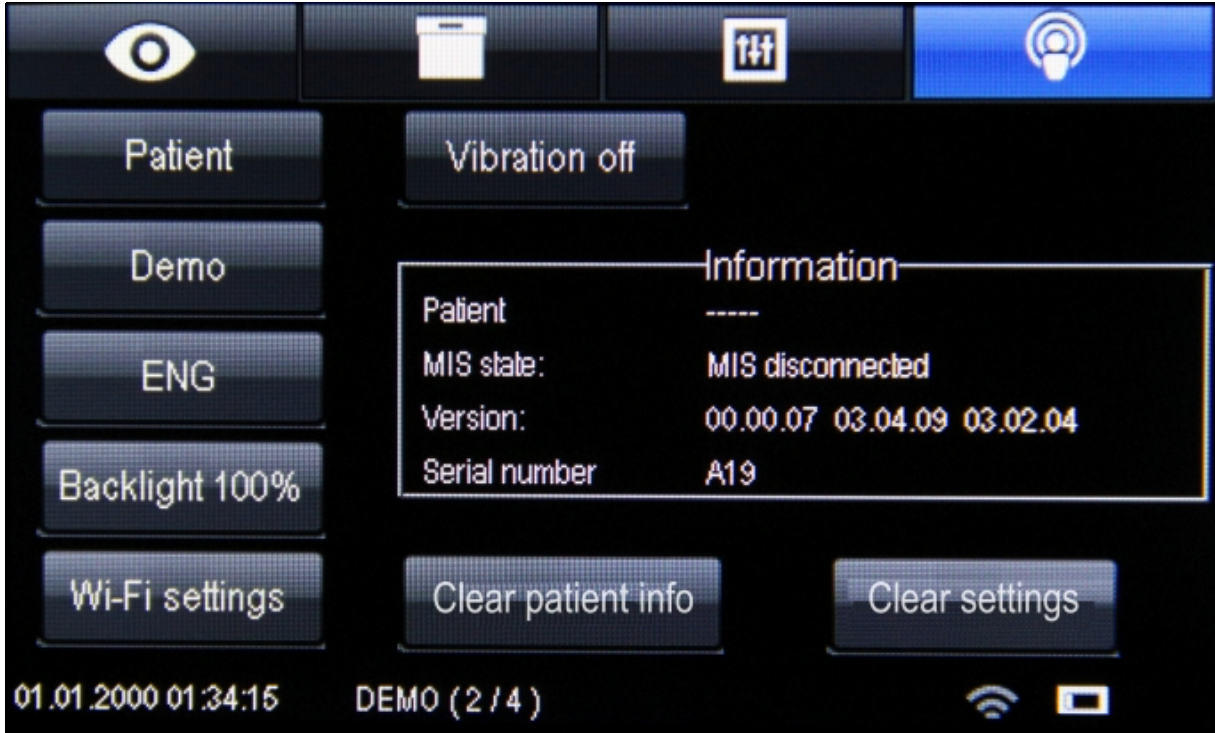 Patient
Vibration off
Demo
ENG
Backlight 100%
Wi-Fi settings
Information
Patient -----
MIS state: MIS disconnected
Version: 00.00.07 03.04.09 03.02.04
Serial number A19
Clear patient info
Clear settings
01.01.2000 01:34:15 DEMO ( 2 / 4 )